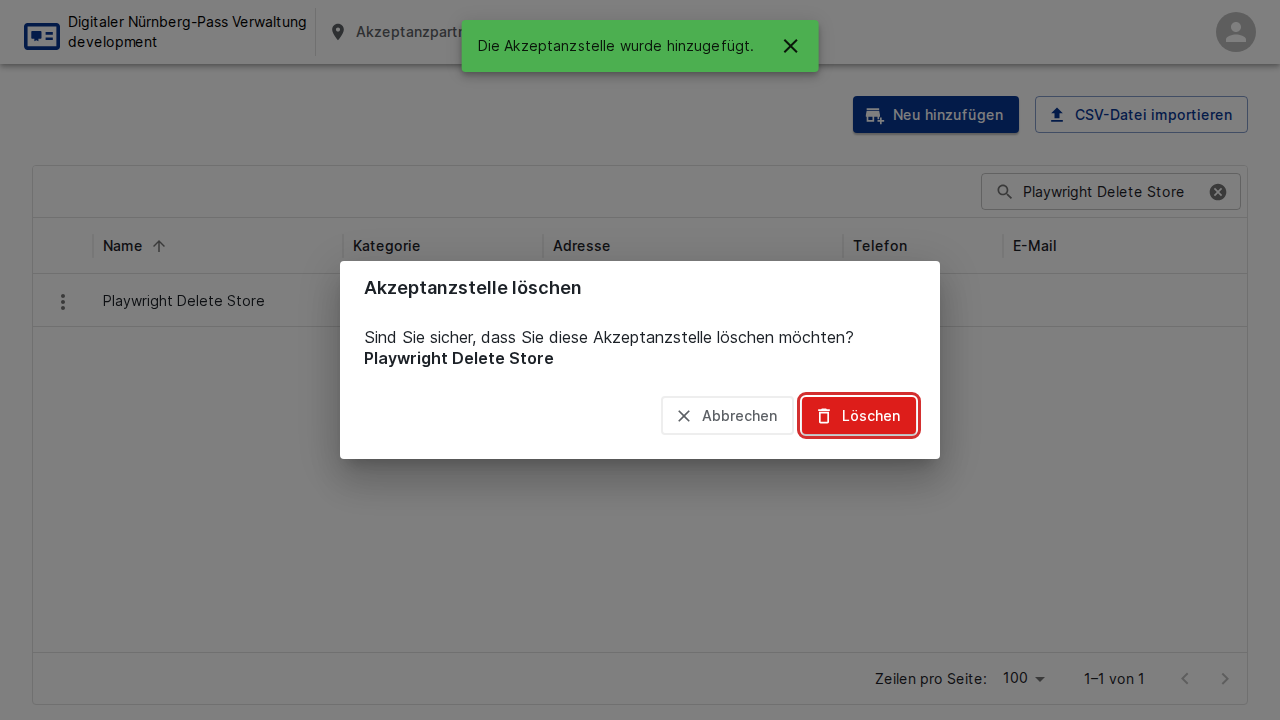 Digitaler Nürnberg-Pass Verwaltung
development
Akzeptanzpartn
Die Akzeptanzstelle wurde hinzugefügt.
Neu hinzufügen
CSV-Datei importieren
Playwright Delete Store
Name
Kategorie
Adresse
Telefon
E-Mail
Playwright Delete Store
Akzeptanzstelle löschen
Sind Sie sicher, dass Sie diese Akzeptanzstelle löschen möchten?
Playwright Delete Store
Abbrechen
Löschen
Zeilen pro Seite:
100
1–1 von 1